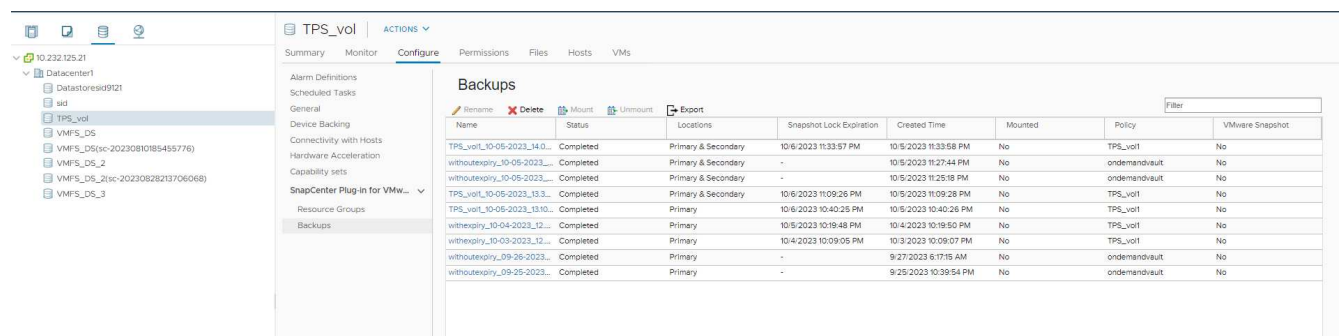 TPS_vol ACTIONS
Summary Monitor Configure Permissions Files Hosts VMs
10.232.125.21
Datacenter1
Datastoresid9121
sid
TPS_vol
VMFS_DS
VMFS_DS(sc-20230810185455776)
VMFS_DS_2
VMFS_DS_2(sc-20230828213706068)
VMFS_DS_3
Alarm Definitions
Scheduled Tasks
General
Device Backing
Connectivity with Hosts
Hardware Acceleration
Capability sets
SnapCenter Plug-in for VMw...
Resource Groups
Backups
Backups
Rename Delete Mount Unmount Export Filter
Name Status Locations Snapshot Lock Expiration Created Time Mounted Policy VMware Snapshot
TPS_vol1_10-05-2023_14.0... Completed Primary & Secondary 10/6/2023 11:33:57 PM 10/5/2023 11:33:58 PM No TPS_vol1 No
withoutexpiry_10-05-2023_... Completed Primary & Secondary - 10/5/2023 11:27:44 PM No ondemandvault No
withoutexpiry_10-05-2023_... Completed Primary & Secondary - 10/5/2023 11:25:18 PM No ondemandvault No
TPS_vol1_10-05-2023_13.3... Completed Primary & Secondary 10/6/2023 11:09:26 PM 10/5/2023 11:09:28 PM No TPS_vol1 No
TPS_vol1_10-05-2023_13.10... Completed Primary 10/6/2023 10:40:25 PM 10/5/2023 10:40:26 PM No TPS_vol1 No
withexpiry_10-04-2023_12.... Completed Primary 10/5/2023 10:19:48 PM 10/4/2023 10:19:50 PM No TPS_vol1 No
withexpiry_10-03-2023_12.... Completed Primary 10/4/2023 10:09:05 PM 10/3/2023 10:09:07 PM No TPS_vol1 No
withoutexpiry_09-26-2023... Completed Primary - 9/27/2023 6:17:15 AM No ondemandvault No
withoutexpiry_09-25-2023... Completed Primary - 9/25/2023 10:39:54 PM No ondemandvault No